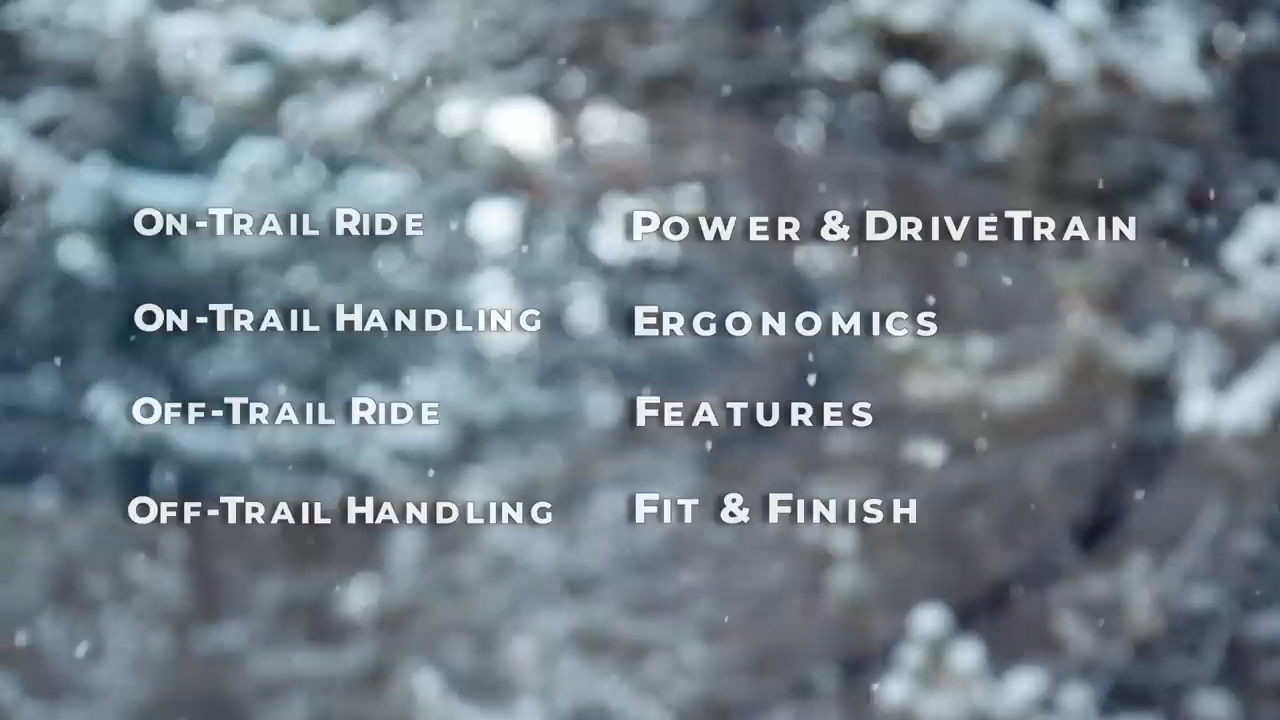 On-Trail Ride
On-Trail Handling
Off-Trail Ride
Off-Trail Handling
Power & DriveTrain
Ergonomics
Features
Fit & Finish